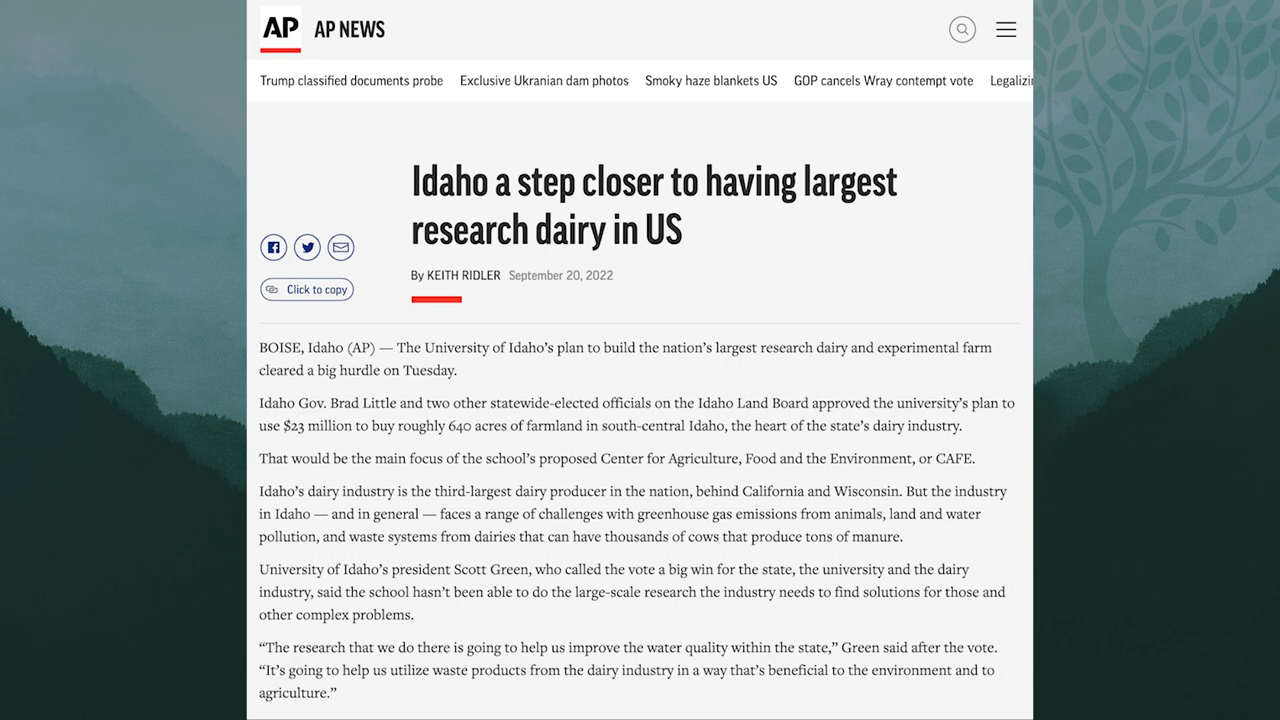 AP AP NEWS
Trump classified documents probe Exclusive Ukranian dam photos Smoky haze blankets US GOP cancels Wray contempt vote Legalizi
Idaho a step closer to having largest
research dairy in US
By KEITH RIDLER September 20, 2022
Click to copy
BOISE, Idaho (AP) — The University of Idaho’s plan to build the nation’s largest research dairy and experimental farm
cleared a big hurdle on Tuesday.
Idaho Gov. Brad Little and two other statewide-elected officials on the Idaho Land Board approved the university’s plan to
use $23 million to buy roughly 640 acres of farmland in south-central Idaho, the heart of the state’s dairy industry.
That would be the main focus of the school’s proposed Center for Agriculture, Food and the Environment, or CAFE.
Idaho’s dairy industry is the third-largest dairy producer in the nation, behind California and Wisconsin. But the industry
in Idaho — and in general — faces a range of challenges with greenhouse gas emissions from animals, land and water
pollution, and waste systems from dairies that can have thousands of cows that produce tons of manure.
University of Idaho’s president Scott Green, who called the vote a big win for the state, the university and the dairy
industry, said the school hasn’t been able to do the large-scale research the industry needs to find solutions for those and
other complex problems.
“The research that we do there is going to help us improve the water quality within the state,” Green said after the vote.
“It’s going to help us utilize waste products from the dairy industry in a way that’s beneficial to the environment and to
agriculture.”